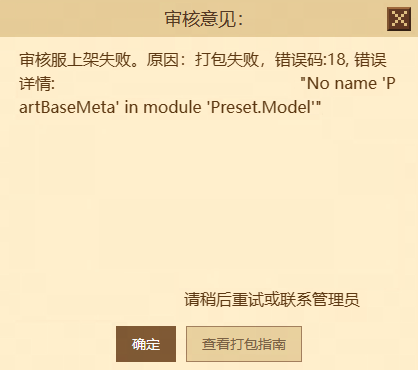 审核意见：
审核服上架失败。原因：打包失败，错误码:18, 错误
详情: "No name 'P
artBaseMeta' in module 'Preset.Model'"
请稍后重试或联系管理员
确定 查看打包指南